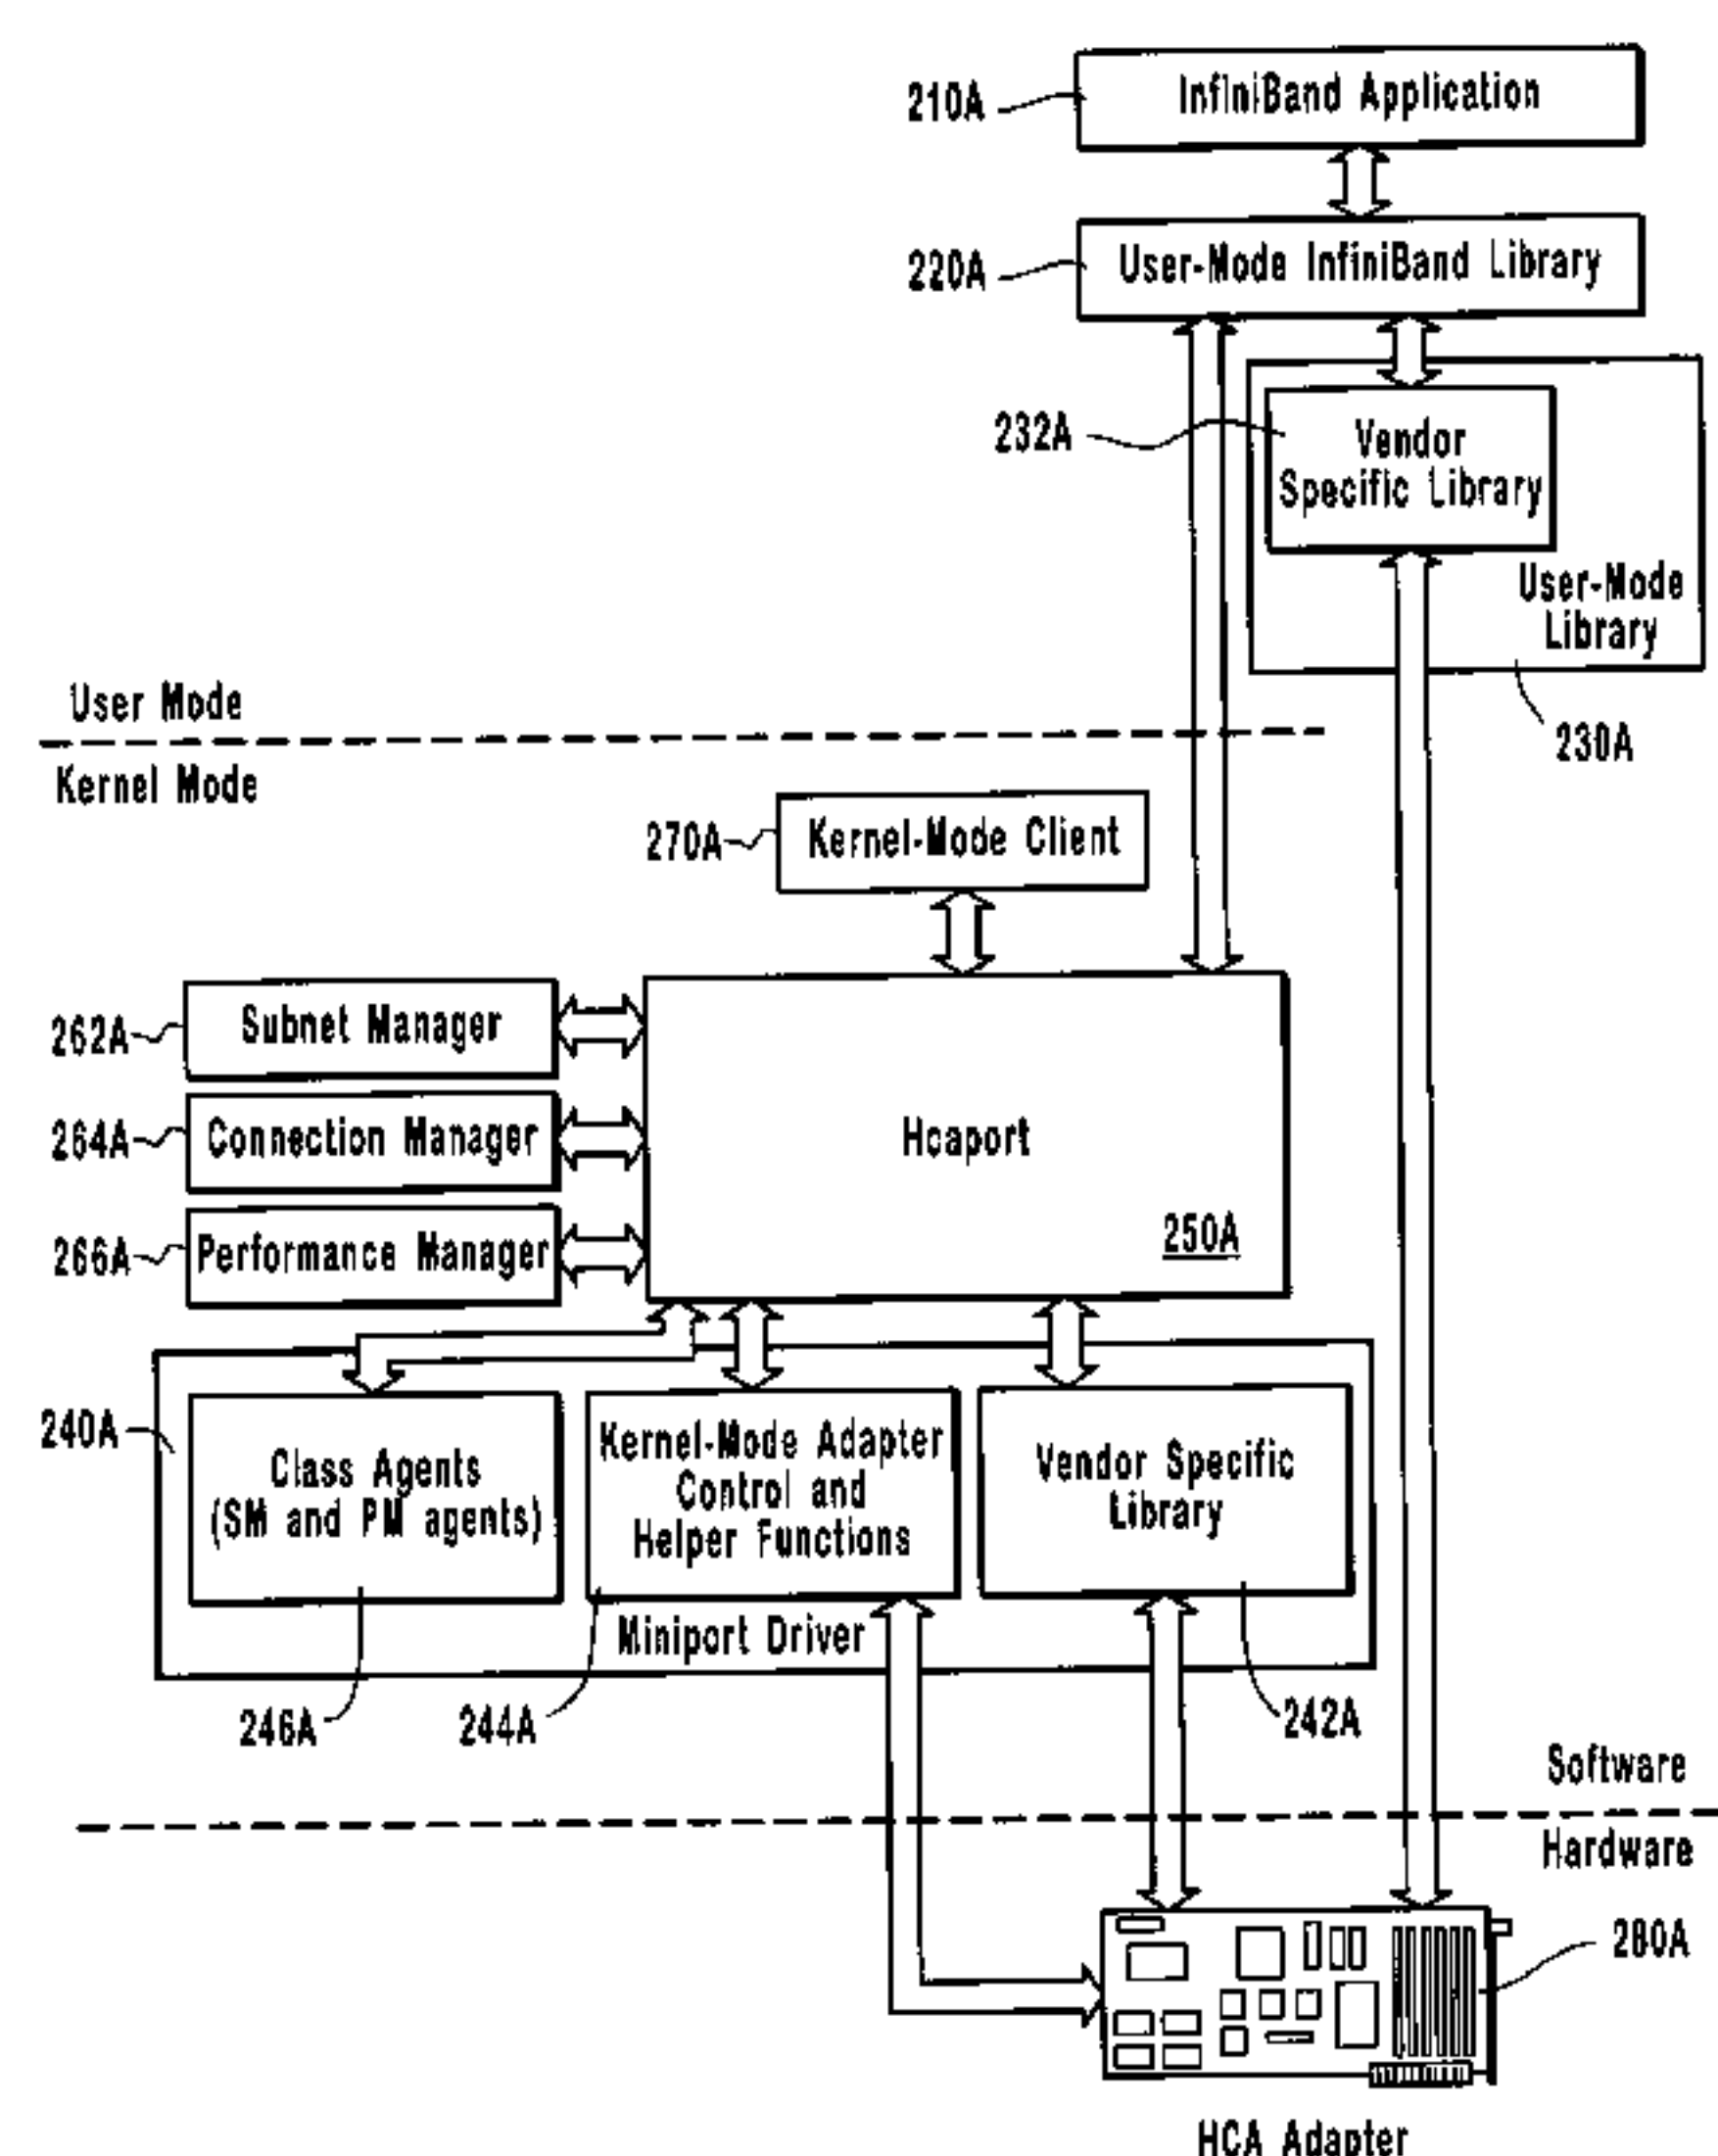 210A
InfiniBand Application
220A
User-Mode InfiniBand Library
232A
Vendor
Specific Library
User-Mode
Library
230A
User Mode
Kernel Mode
270A
Kernel-Mode Client
262A
Subnet Manager
264A
Connection Manager
266A
Performance Manager
Hcaport
250A
240A
Class Agents
(SM and PM agents)
Kernel-Mode Adapter
Control and
Helper Functions
Vendor Specific
Library
Miniport Driver
246A
244A
242A
Software
Hardware
280A
HCA Adapter